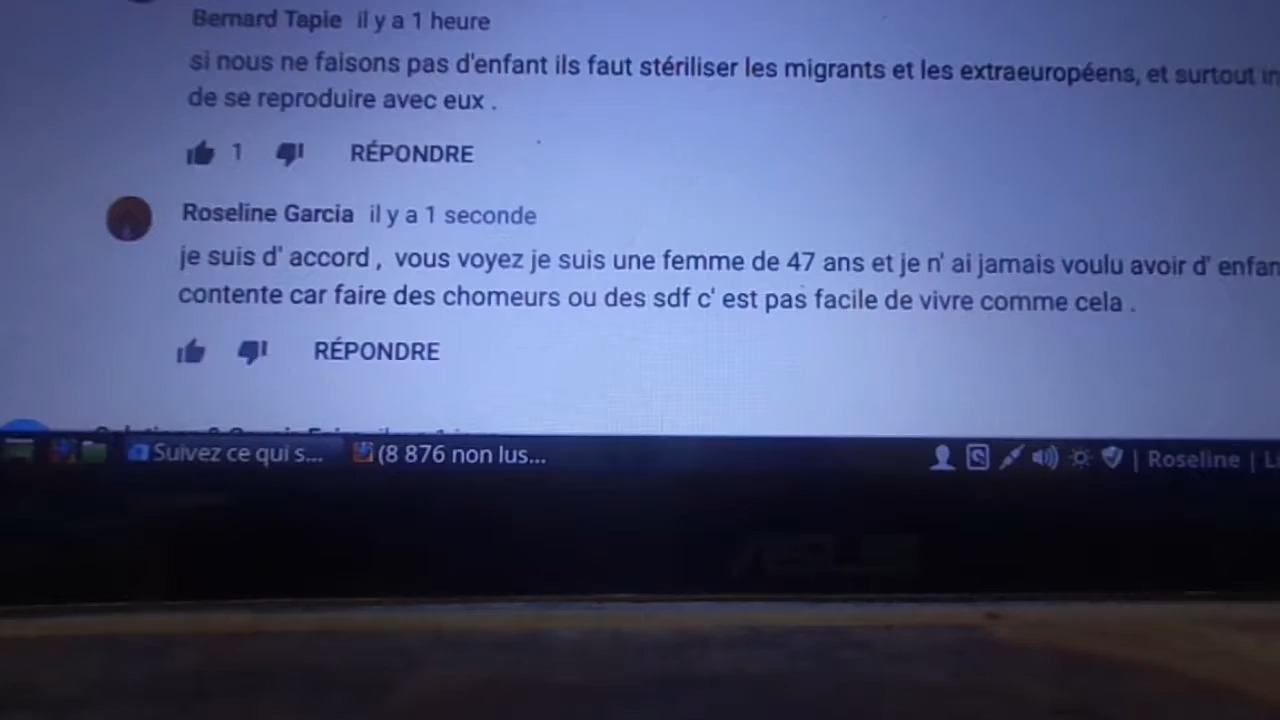 Bernard Tapie il y a 1 heure
si nous ne faisons pas d'enfant ils faut stériliser les migrants et les extraeuropéens, et surtout
de se reproduire avec eux .
1 RÉPONDRE
Roseline Garcia il y a 1 seconde
je suis d' accord , vous voyez je suis une femme de 47 ans et je n' ai jamais voulu avoir d' enfan
contente car faire des chomeurs ou des sdf c' est pas facile de vivre comme cela .
RÉPONDRE
Suivez ce qui s... (8 876 non lus... | Roseline | L
ASUS